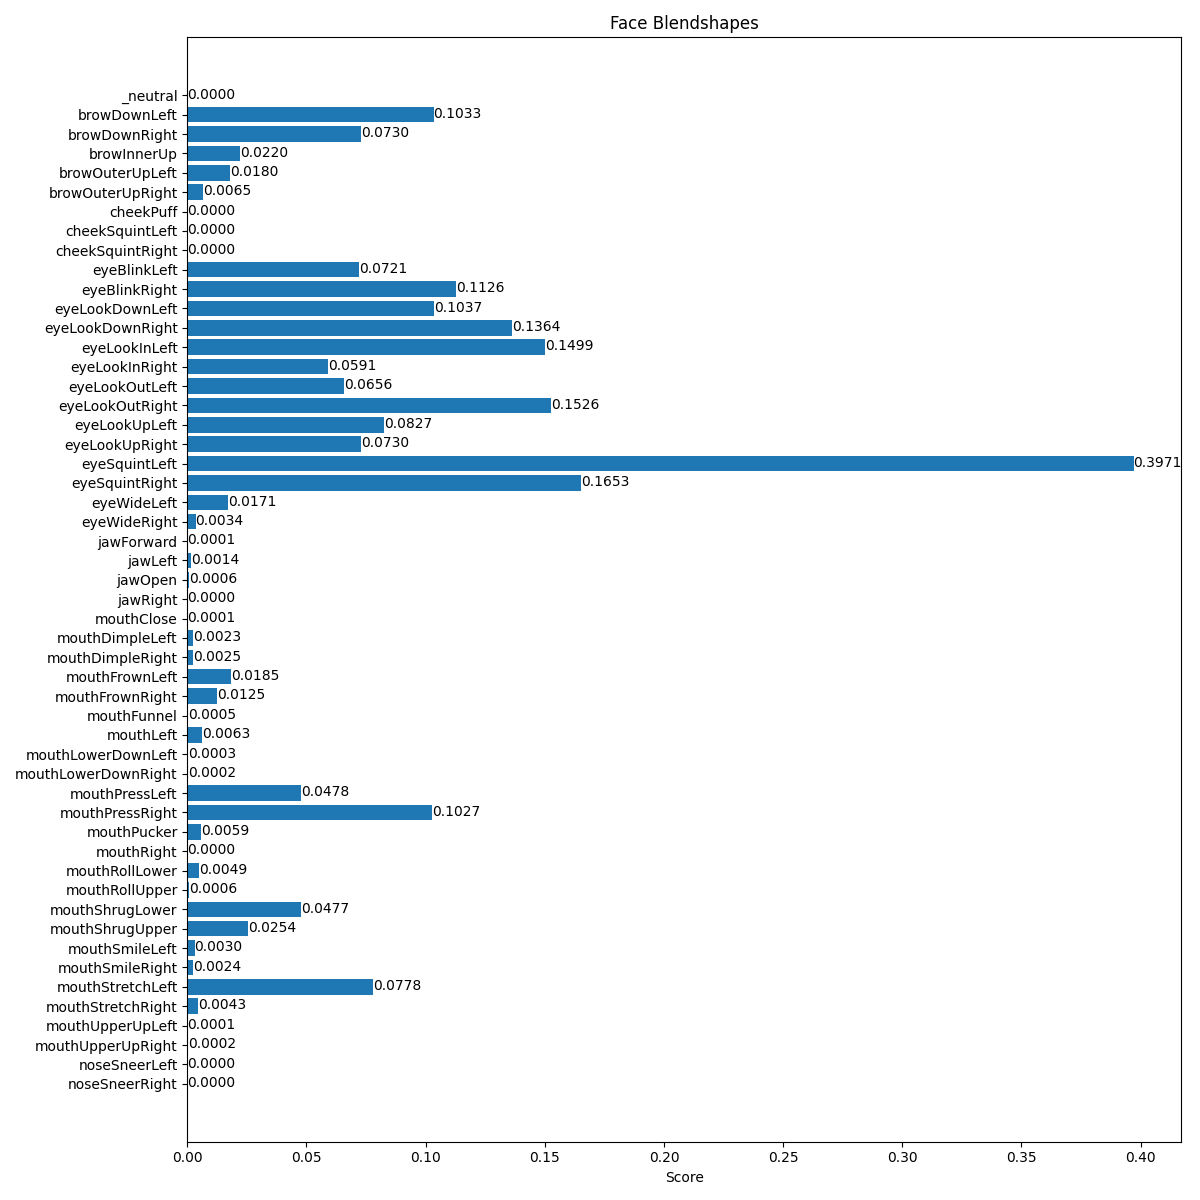 Face Blendshapes
_neutral 0.0000
browDownLeft 0.1033
browDownRight 0.0730
browInnerUp 0.0220
browOuterUpLeft 0.0180
browOuterUpRight 0.0065
cheekPuff 0.0000
cheekSquintLeft 0.0000
cheekSquintRight 0.0000
eyeBlinkLeft 0.0721
eyeBlinkRight 0.1126
eyeLookDownLeft 0.1037
eyeLookDownRight 0.1364
eyeLookInLeft 0.1499
eyeLookInRight 0.0591
eyeLookOutLeft 0.0656
eyeLookOutRight 0.1526
eyeLookUpLeft 0.0827
eyeLookUpRight 0.0730
eyeSquintLeft 0.3971
eyeSquintRight 0.1653
eyeWideLeft 0.0171
eyeWideRight 0.0034
jawForward 0.0001
jawLeft 0.0014
jawOpen 0.0006
jawRight 0.0000
mouthClose 0.0001
mouthDimpleLeft 0.0023
mouthDimpleRight 0.0025
mouthFrownLeft 0.0185
mouthFrownRight 0.0125
mouthFunnel 0.0005
mouthLeft 0.0063
mouthLowerDownLeft 0.0003
mouthLowerDownRight 0.0002
mouthPressLeft 0.0478
mouthPressRight 0.1027
mouthPucker 0.0059
mouthRight 0.0000
mouthRollLower 0.0049
mouthRollUpper 0.0006
mouthShrugLower 0.0477
mouthShrugUpper 0.0254
mouthSmileLeft 0.0030
mouthSmileRight 0.0024
mouthStretchLeft 0.0778
mouthStretchRight 0.0043
mouthUpperUpLeft 0.0001
mouthUpperUpRight 0.0002
noseSneerLeft 0.0000
noseSneerRight 0.0000
0.00 0.05 0.10 0.15 0.20 0.25 0.30 0.35 0.40
Score